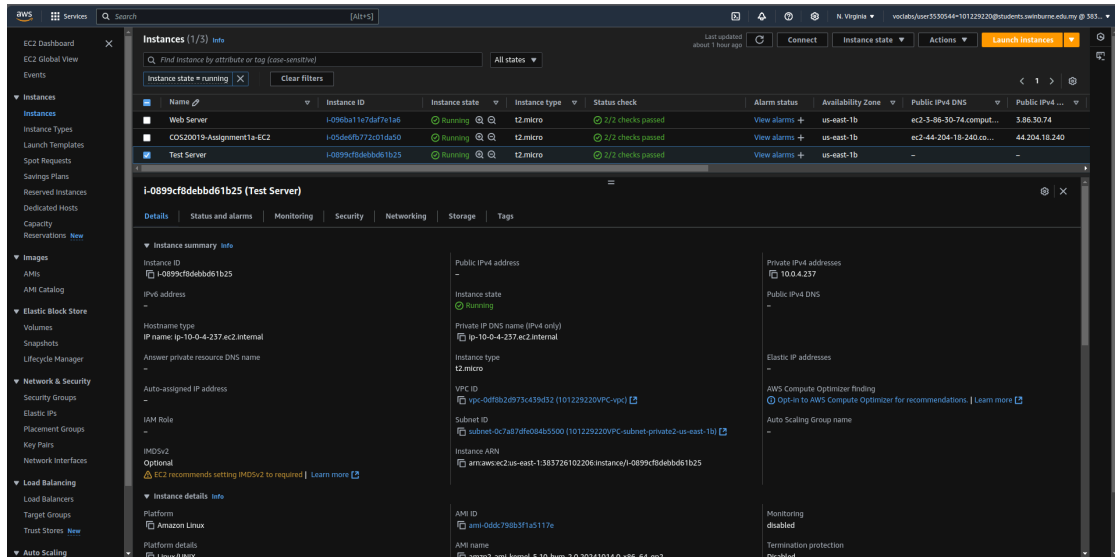 aws Services Search [Alt+S] N. Virginia voclabs/user3530544=101229220@students.swinburne.edu.my @ 383...
EC2 Dashboard
EC2 Global View
Events
Instances
Instances
Instance Types
Launch Templates
Spot Requests
Savings Plans
Reserved Instances
Dedicated Hosts
Capacity
Reservations New
Images
AMIs
AMI Catalog
Elastic Block Store
Volumes
Snapshots
Lifecycle Manager
Network & Security
Security Groups
Elastic IPs
Placement Groups
Key Pairs
Network Interfaces
Load Balancing
Load Balancers
Target Groups
Trust Stores New
Auto Scaling
Instances (1/3) Info
Last updated
about 1 hour ago
Connect Instance state Actions Launch instances
Find Instance by attribute or tag (case-sensitive) All states
Instance state = running Clear filters
1
Name Instance ID Instance state Instance type Status check Alarm status Availability Zone Public IPv4 DNS Public IPv4 ...
Web Server i-096ba11e7daf7e1a6 Running t2.micro 2/2 checks passed View alarms + us-east-1b ec2-3-86-30-74.comput... 3.86.30.74
COS20019-Assignment1a-EC2 i-05de6fb772c01da50 Running t2.micro 2/2 checks passed View alarms + us-east-1b ec2-44-204-18-240.co... 44.204.18.240
Test Server i-0899cf8debbd61b25 Running t2.micro 2/2 checks passed View alarms + us-east-1b – –
i-0899cf8debbd61b25 (Test Server)
Details Status and alarms Monitoring Security Networking Storage Tags
Instance summary Info
Instance ID Public IPv4 address Private IPv4 addresses
i-0899cf8debbd61b25 – 10.0.4.237
IPv6 address Instance state Public IPv4 DNS
– Running –
Hostname type Private IP DNS name (IPv4 only)
IP name: ip-10-0-4-237.ec2.internal ip-10-0-4-237.ec2.internal
Answer private resource DNS name Instance type Elastic IP addresses
– t2.micro –
Auto-assigned IP address VPC ID AWS Compute Optimizer finding
– vpc-0df8b2d973c439d32 (101229220VPC-vpc) Opt-in to AWS Compute Optimizer for recommendations. | Learn more
IAM Role Subnet ID Auto Scaling Group name
– subnet-0c7a87dfe084b5500 (101229220VPC-subnet-private2-us-east-1b) –
IMDSv2 Instance ARN
Optional arn:aws:ec2:us-east-1:383726102206:instance/i-0899cf8debbd61b25
EC2 recommends setting IMDSv2 to required | Learn more
Instance details Info
Platform AMI ID Monitoring
Amazon Linux ami-0ddc798b3f1a5117e disabled
Platform details AMI name Termination protection
Linux/UNIX amzn2-ami-kernel-5.10-hvm-2.0.20241014.0-x86_64-gp2 Disabled